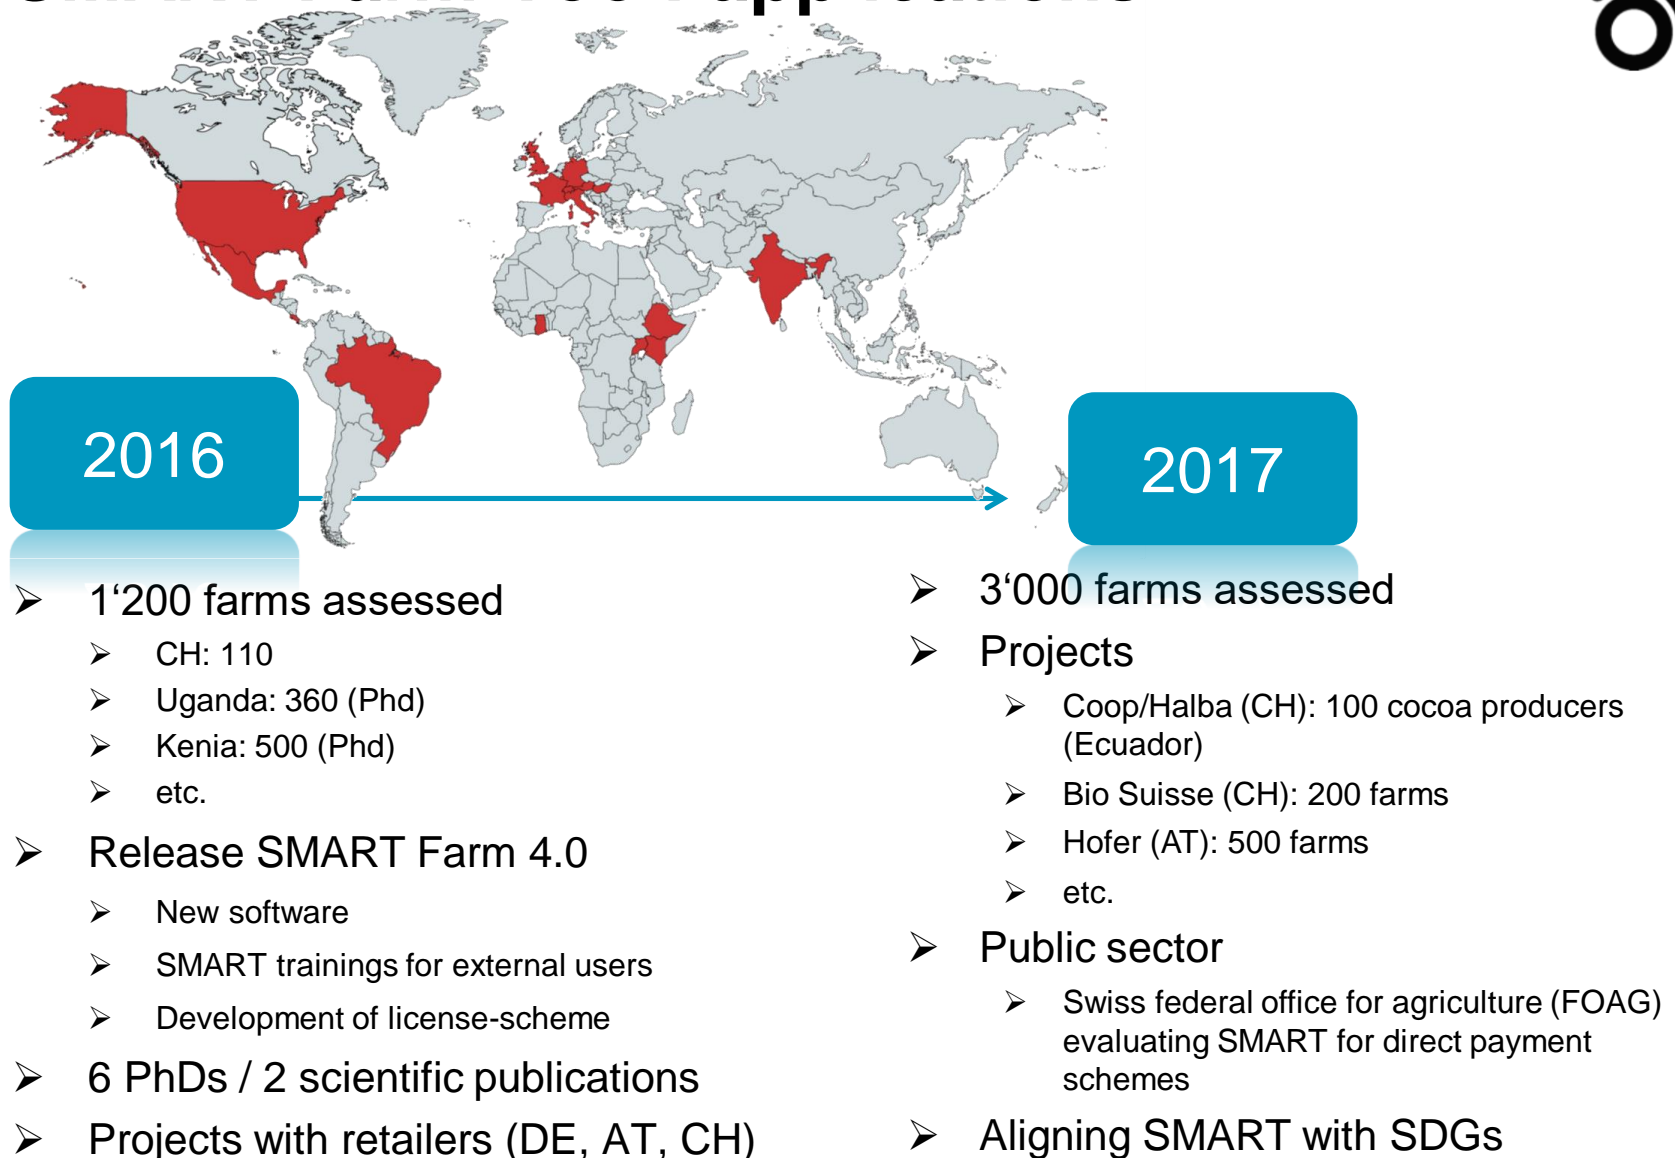 SMART-Farm Tool applications
2016
2017
➢ 1‘200 farms assessed
➢ CH: 110
➢ Uganda: 360 (Phd)
➢ Kenia: 500 (Phd)
➢ etc.
➢ Release SMART Farm 4.0
➢ New software
➢ SMART trainings for external users
➢ Development of license-scheme
➢ 6 PhDs / 2 scientific publications
➢ Projects with retailers (DE, AT, CH)
➢ 3‘000 farms assessed
➢ Projects
➢ Coop/Halba (CH): 100 cocoa producers
(Ecuador)
➢ Bio Suisse (CH): 200 farms
➢ Hofer (AT): 500 farms
➢ etc.
➢ Public sector
➢ Swiss federal office for agriculture (FOAG)
evaluating SMART for direct payment
schemes
➢ Aligning SMART with SDGs